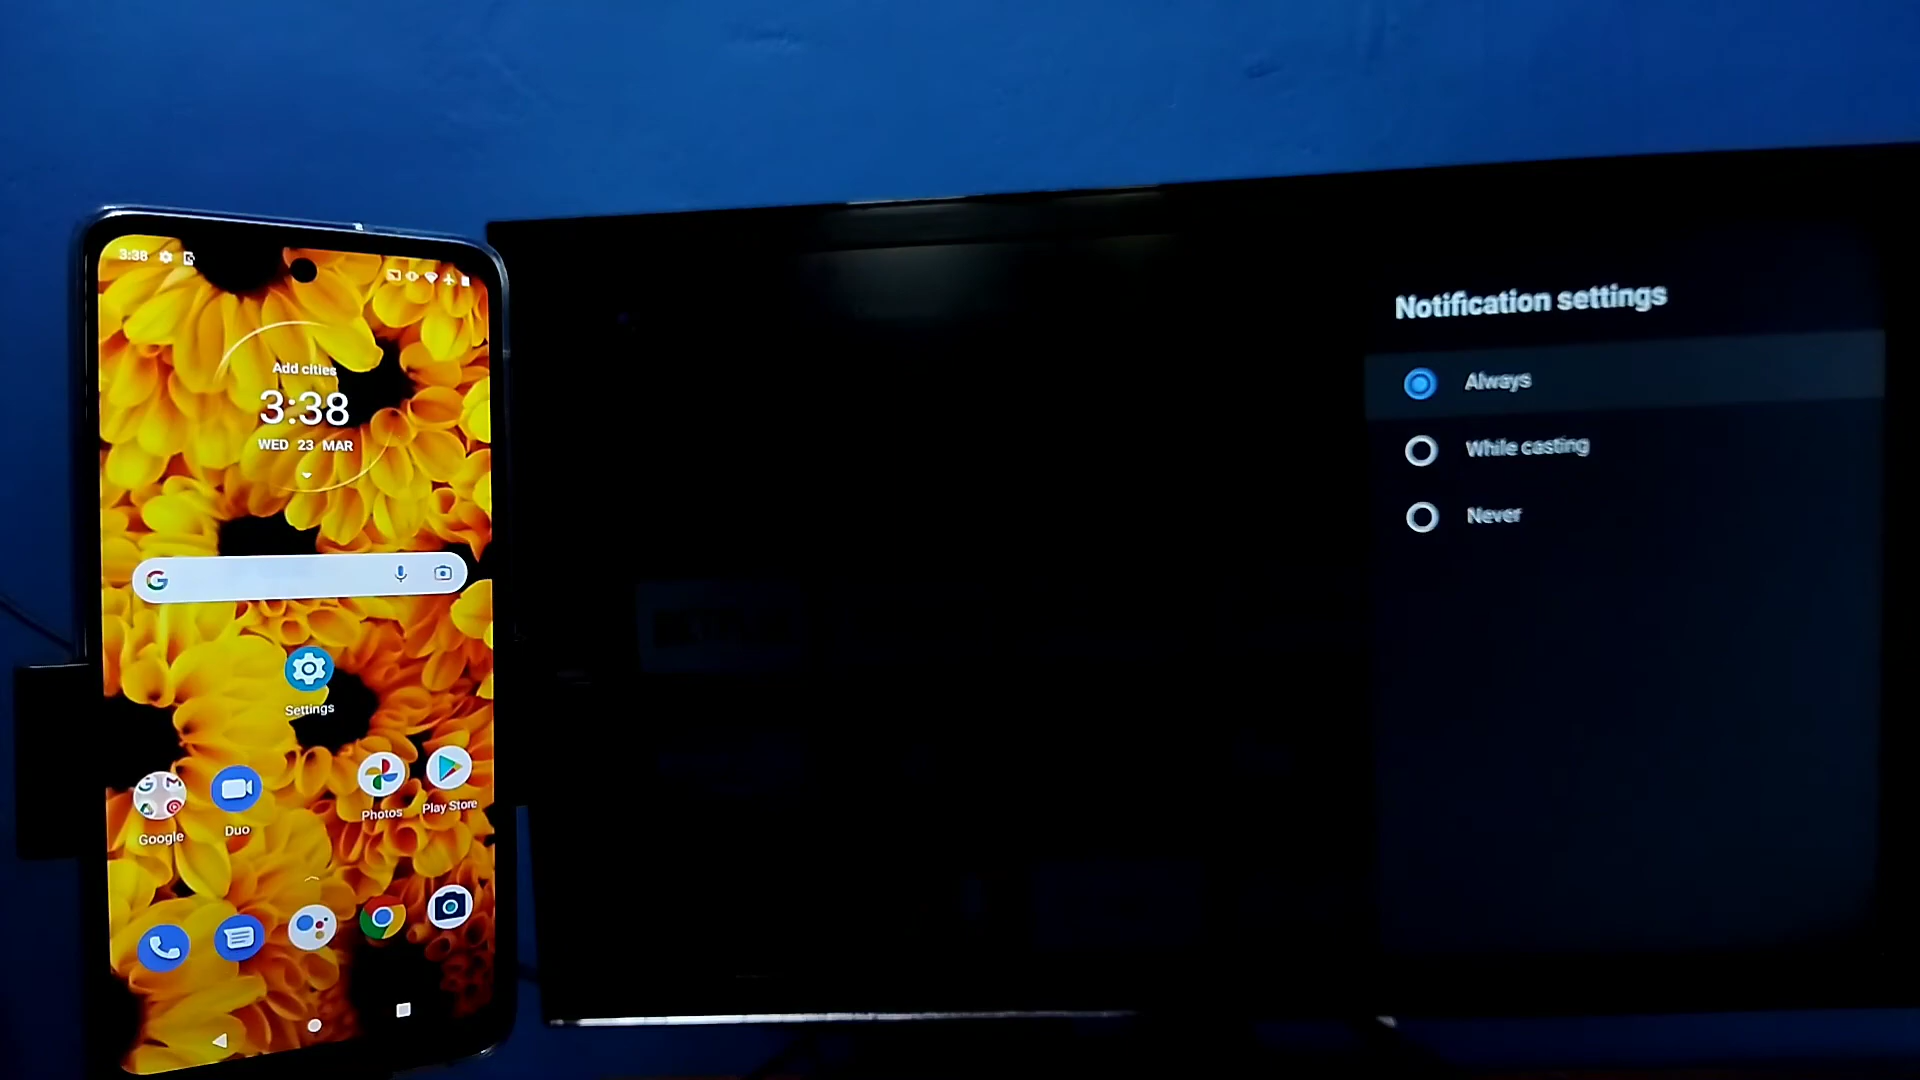 3:38
Add cities
3:38
WED 23 MAR
Settings
Google
Duo
Photos
Play Store
Notification settings
Always
While casting
Never